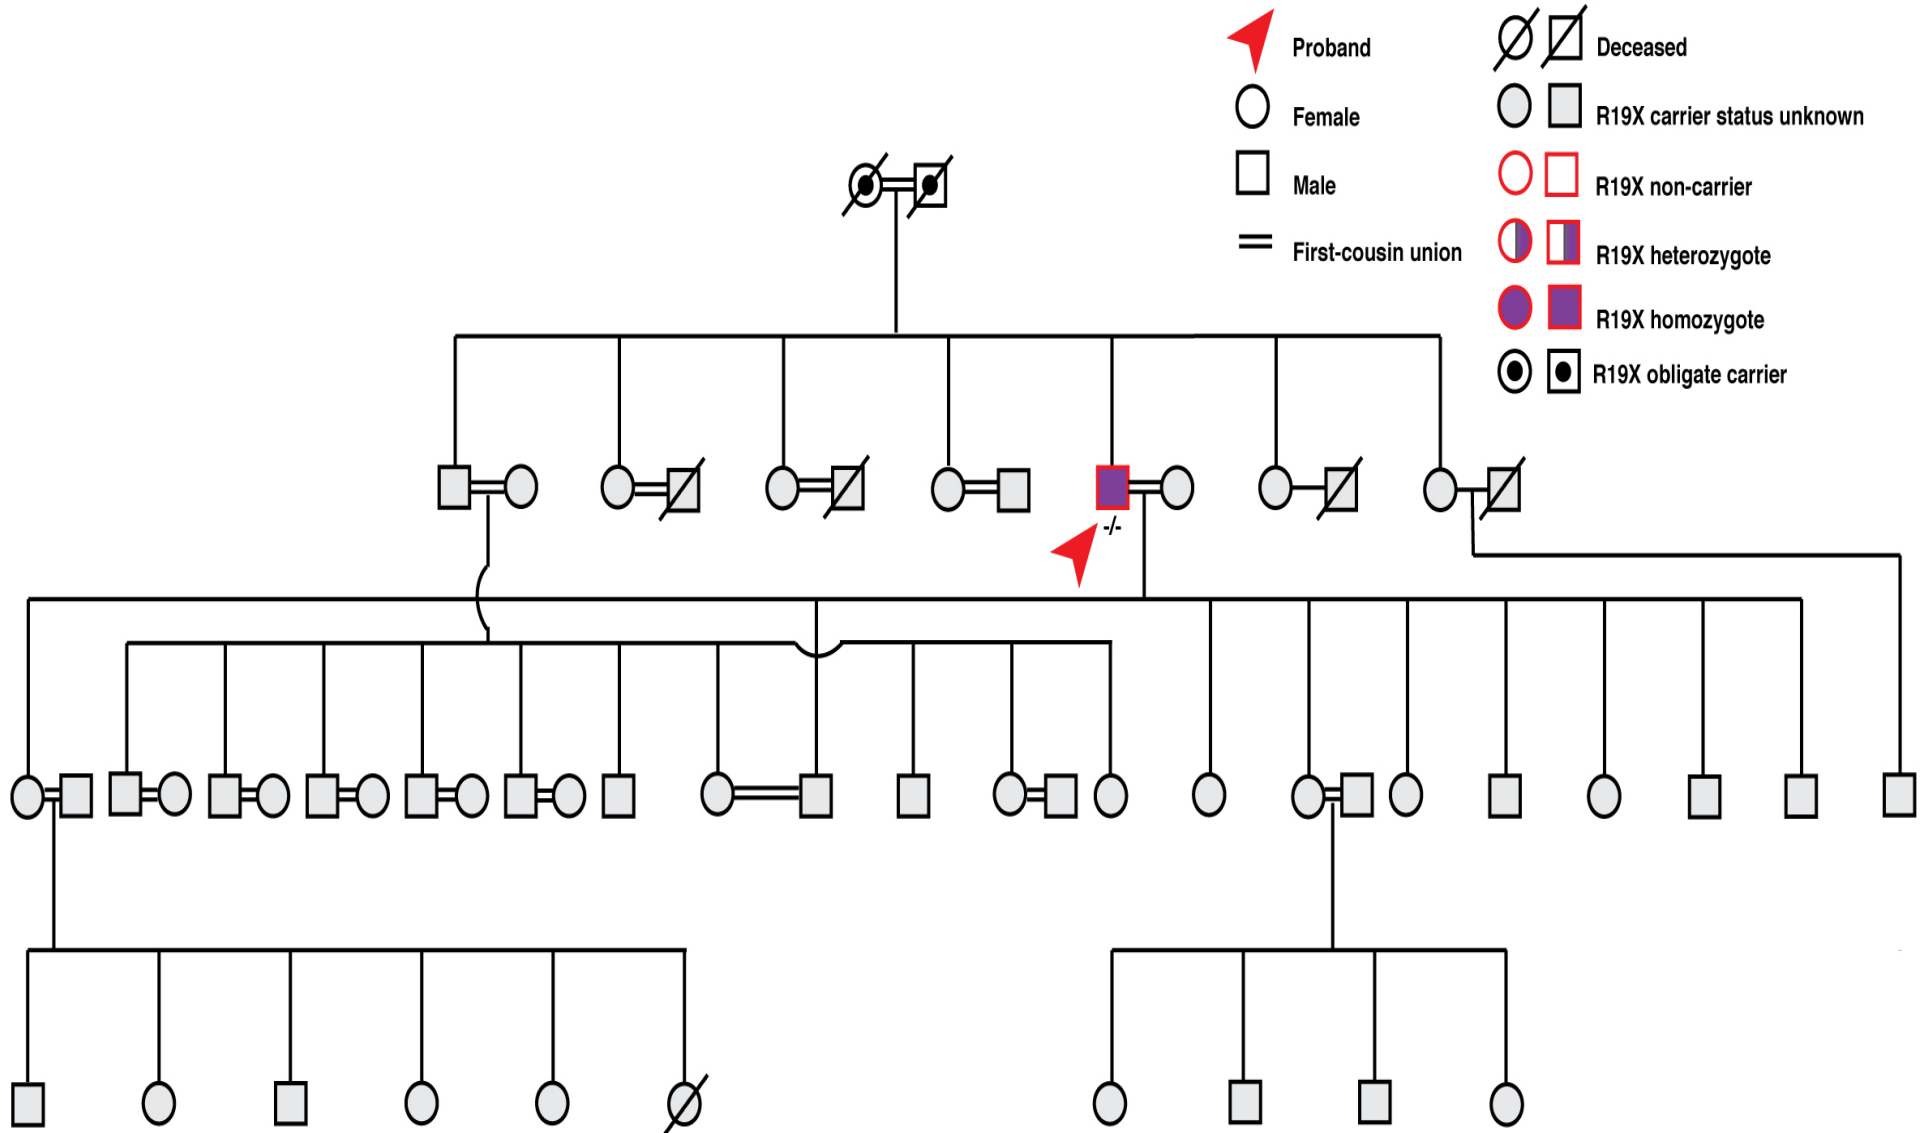 Proband
Female
Male
First-cousin union
Deceased
R19X carrier status unknown
R19X non-carrier
R19X heterozygote
R19X homozygote
R19X obligate carrier
-/-